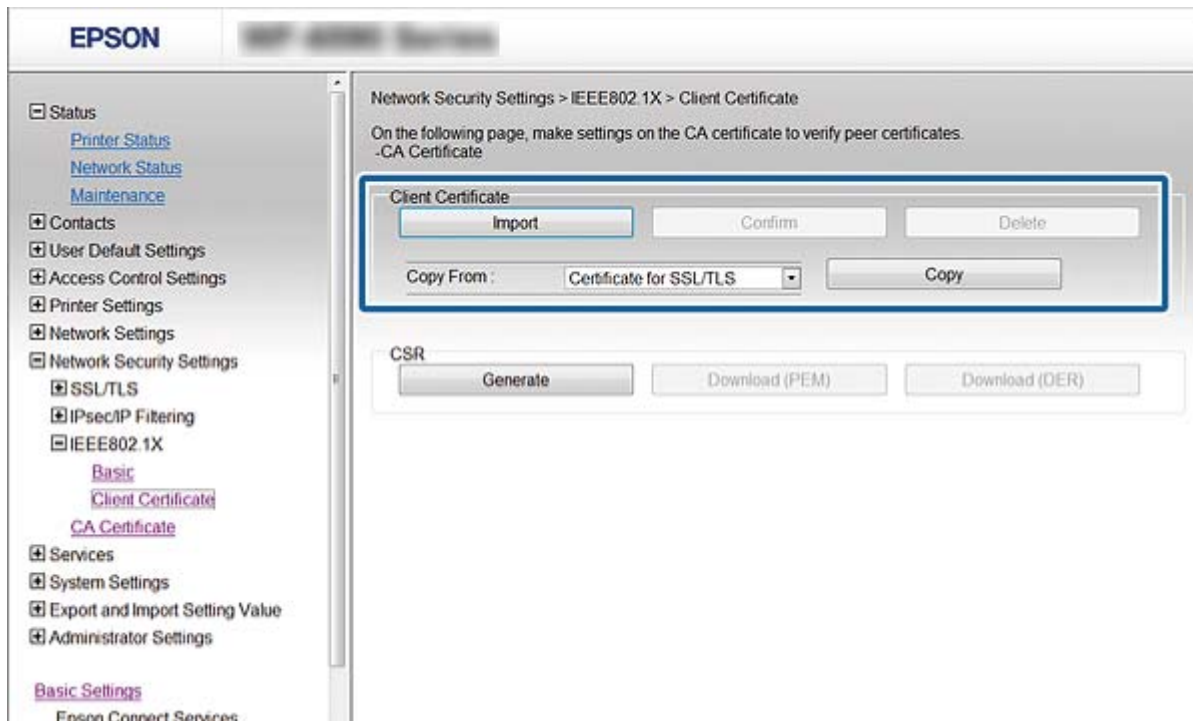 EPSON
Status
Printer Status
Network Status
Maintenance
Contacts
User Default Settings
Access Control Settings
Printer Settings
Network Settings
Network Security Settings
SSL/TLS
IPsec/IP Filtering
IEEE802.1X
Basic
Client Certificate
CA Certificate
Services
System Settings
Export and Import Setting Value
Administrator Settings
Basic Settings
Epson Connect Services
Network Security Settings > IEEE802.1X > Client Certificate
On the following page, make settings on the CA certificate to verify peer certificates.
-CA Certificate
Client Certificate
Import Confirm Delete
Copy From : Certificate for SSL/TLS Copy
CSR
Generate Download (PEM) Download (DER)